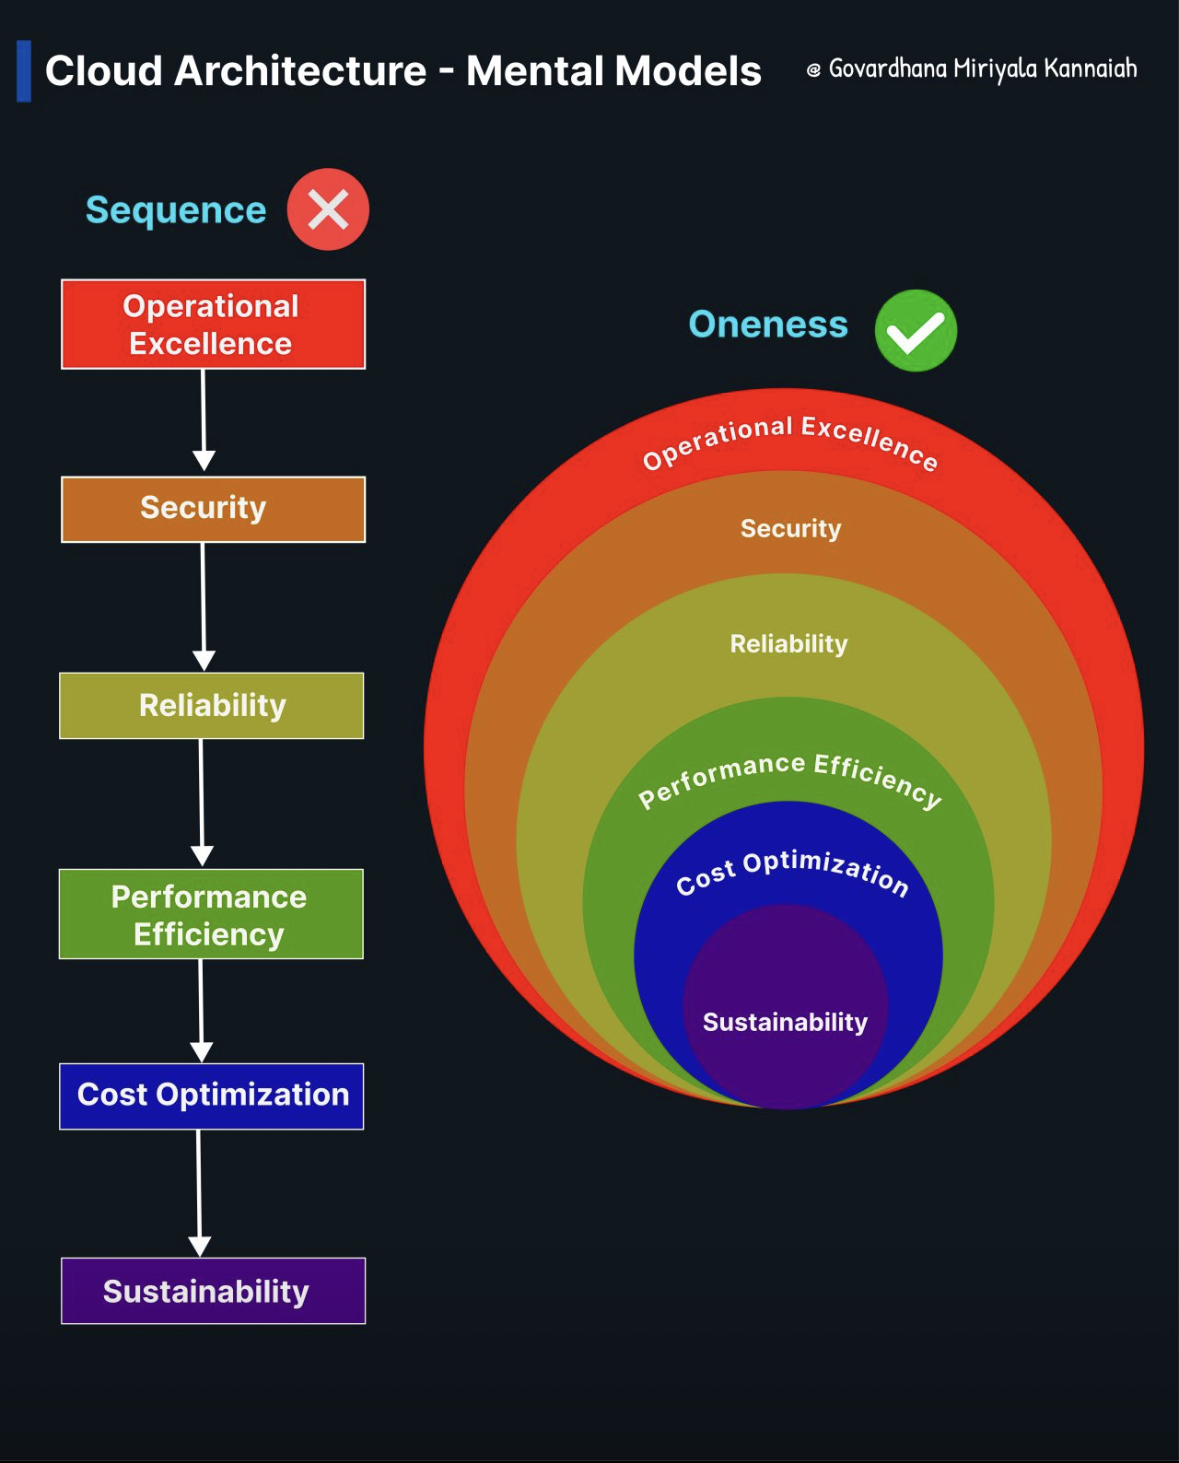 Cloud Architecture - Mental Models
@ Govardhana Miriyala Kannaiah
Sequence
Operational
Excellence
Security
Reliability
Performance
Efficiency
Cost Optimization
Sustainability
Oneness
Operational Excellence
Security
Reliability
Performance Efficiency
Cost Optimization
Sustainability